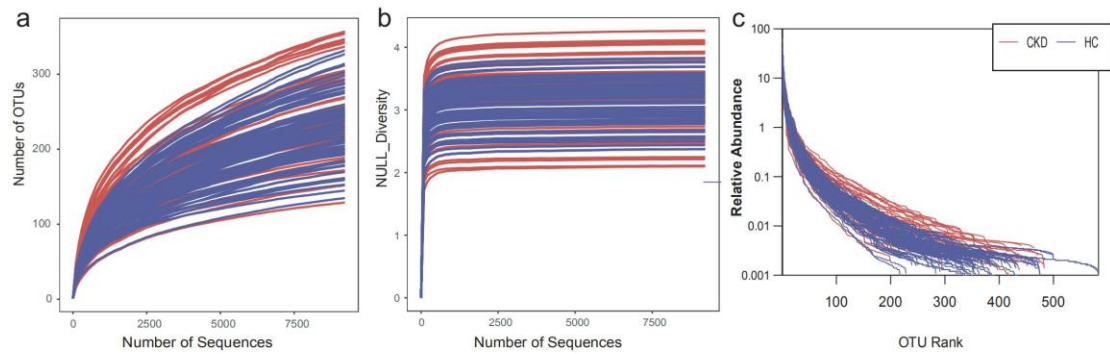 a
Number of OTUs
300
200
100
0
0 2500 5000 7500
Number of Sequences
b
NULL_Diversity
4
3
2
1
0
0 2500 5000 7500
Number of Sequences
c
CKD HC
Relative Abundance
100
10
1
0.1
0.01
0.001
100 200 300 400 500
OTU Rank